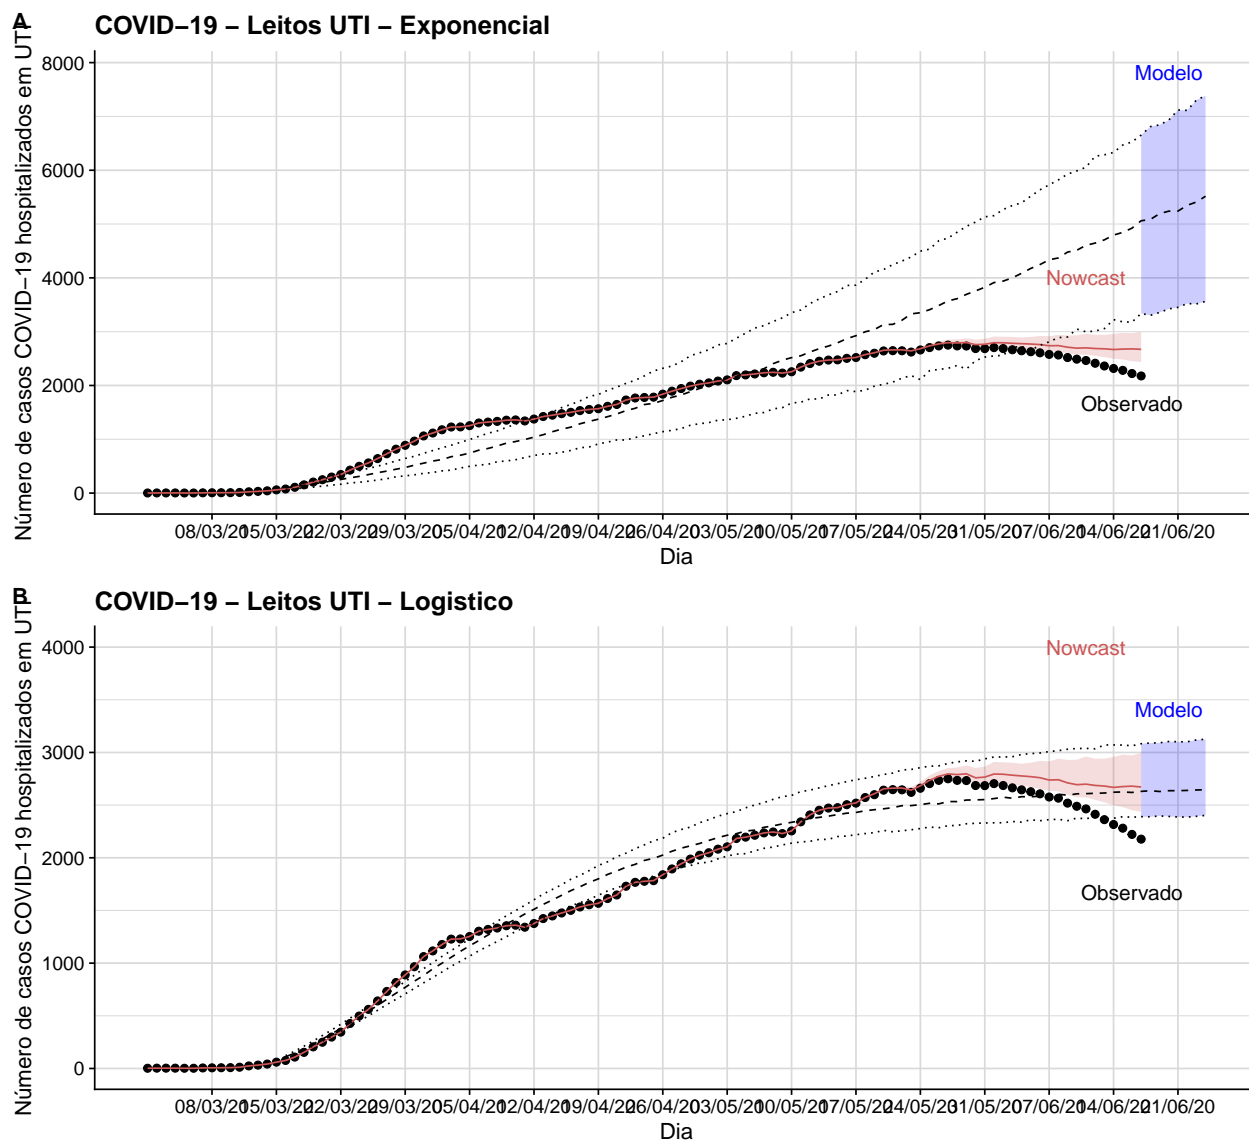 A
COVID−19 − Leitos UTI − Exponencial
Número de casos COVID−19 hospitalizados em UTI
8000
6000
4000
2000
0
Modelo
Nowcast
Observado
08/03/20 15/03/20 22/03/20 29/03/20 05/04/20 12/04/20 19/04/20 26/04/20 03/05/20 10/05/20 17/05/20 24/05/20 31/05/20 07/06/20 14/06/20 21/06/20
Dia
B
COVID−19 − Leitos UTI − Logistico
Número de casos COVID−19 hospitalizados em UTI
4000
3000
2000
1000
0
Nowcast
Modelo
Observado
08/03/20 15/03/20 22/03/20 29/03/20 05/04/20 12/04/20 19/04/20 26/04/20 03/05/20 10/05/20 17/05/20 24/05/20 31/05/20 07/06/20 14/06/20 21/06/20
Dia